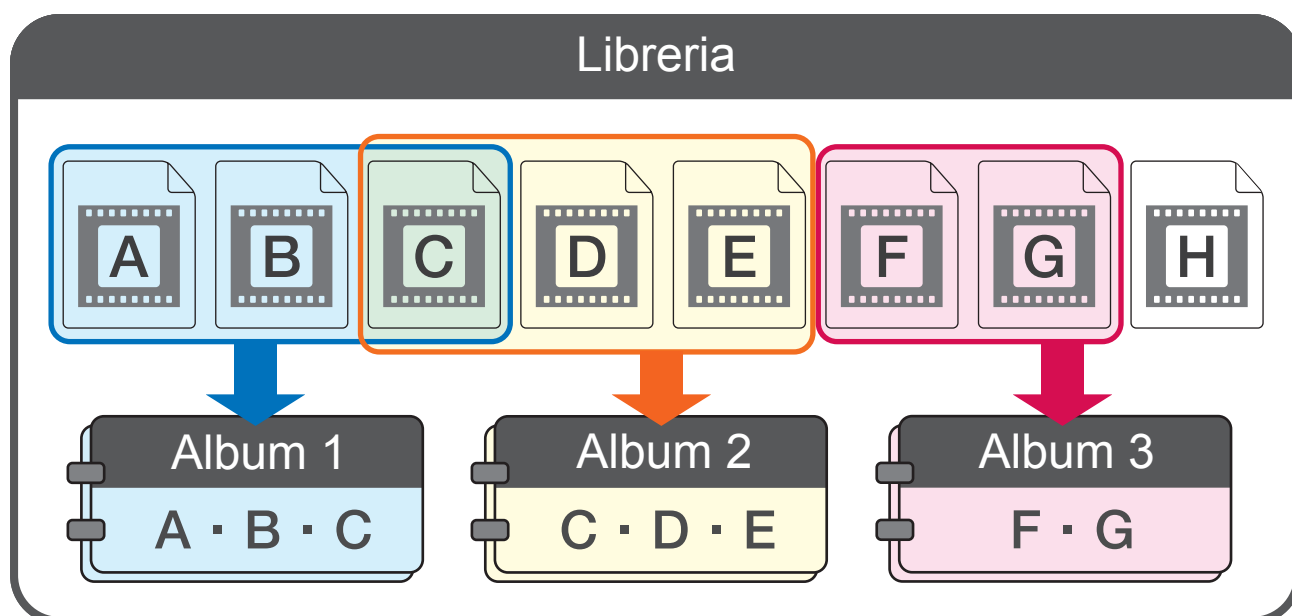 Libreria
A B C D E F G H
Album 1 Album 2 Album 3
A · B · C C · D · E F · G